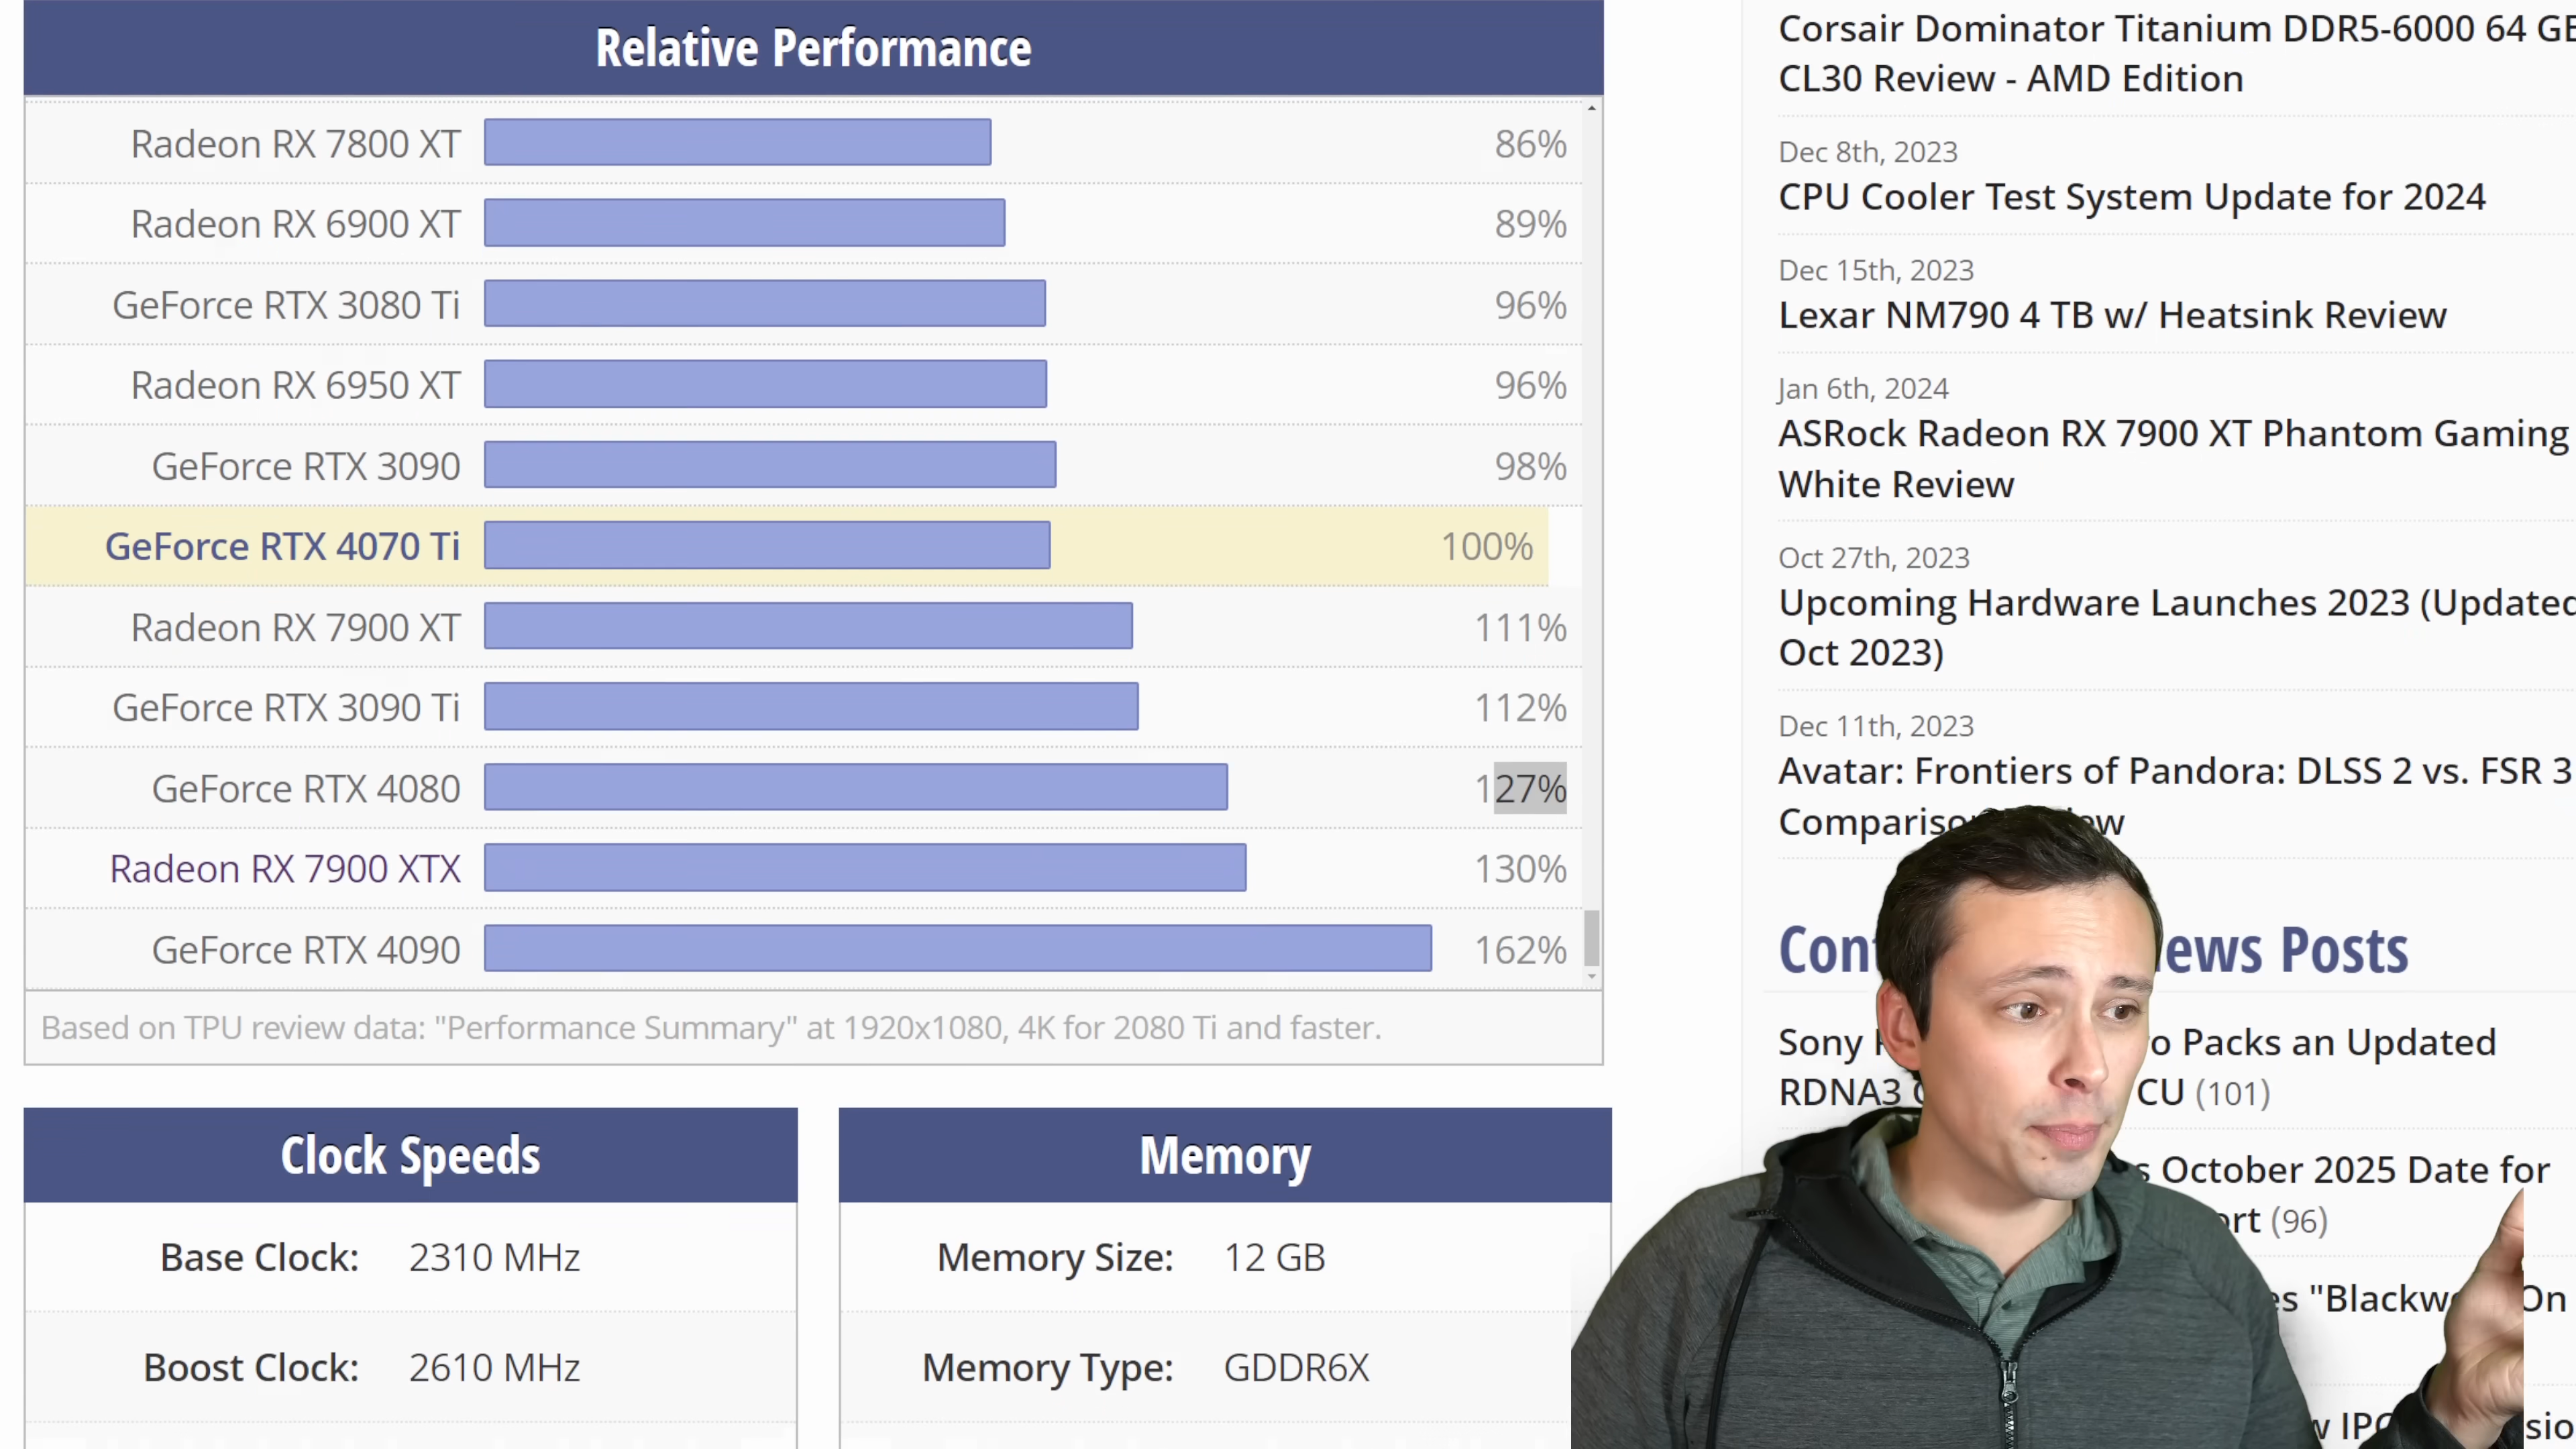 Relative Performance
Radeon RX 7800 XT 86%
Radeon RX 6900 XT 89%
GeForce RTX 3080 Ti 96%
Radeon RX 6950 XT 96%
GeForce RTX 3090 98%
GeForce RTX 4070 Ti 100%
Radeon RX 7900 XT 111%
GeForce RTX 3090 Ti 112%
GeForce RTX 4080 127%
Radeon RX 7900 XTX 130%
GeForce RTX 4090 162%
Based on TPU review data: "Performance Summary" at 1920x1080, 4K for 2080 Ti and faster.
Clock Speeds
Base Clock: 2310 MHz
Boost Clock: 2610 MHz
Memory
Memory Size: 12 GB
Memory Type: GDDR6X
Corsair Dominator Titanium DDR5-6000 64 GB
CL30 Review - AMD Edition
Dec 8th, 2023
CPU Cooler Test System Update for 2024
Dec 15th, 2023
Lexar NM790 4 TB w/ Heatsink Review
Jan 6th, 2024
ASRock Radeon RX 7900 XT Phantom Gaming
White Review
Oct 27th, 2023
Upcoming Hardware Launches 2023 (Updated
Oct 2023)
Dec 11th, 2023
Avatar: Frontiers of Pandora: DLSS 2 vs. FSR 3
News Posts
Sony Packs an Updated
RDNA3 CU (101)
October 2025 Date for
(96)
On